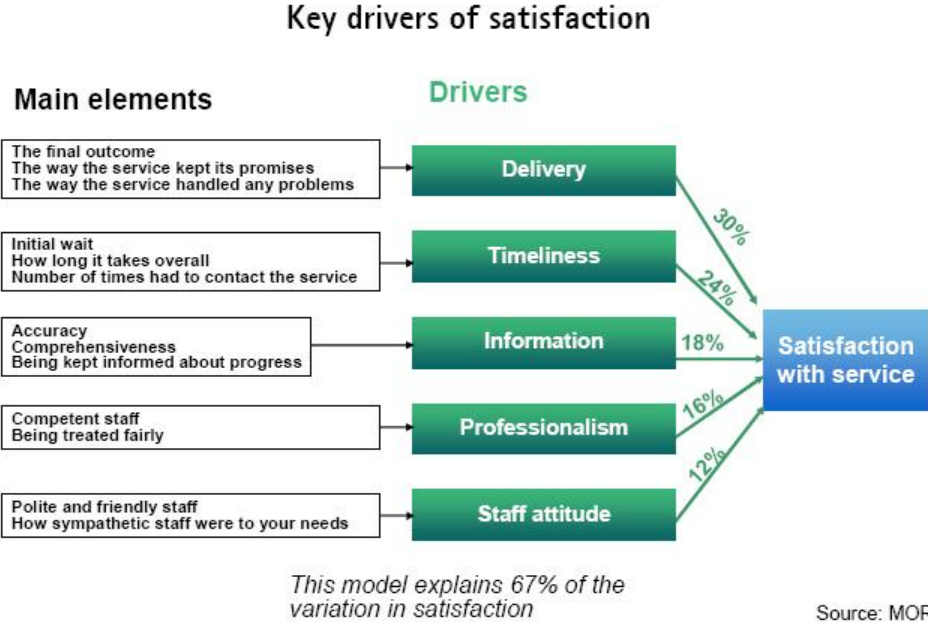 Key drivers of satisfaction
Main elements
Drivers
The final outcome
The way the service kept its promises
The way the service handled any problems
Delivery
30%
Initial wait
How long it takes overall
Number of times had to contact the service
Timeliness
24%
Accuracy
Comprehensiveness
Being kept informed about progress
Information
18%
Satisfaction
with service
Competent staff
Being treated fairly
Professionalism
16%
Polite and friendly staff
How sympathetic staff were to your needs
Staff attitude
12%
This model explains 67% of the
variation in satisfaction
Source: MOR